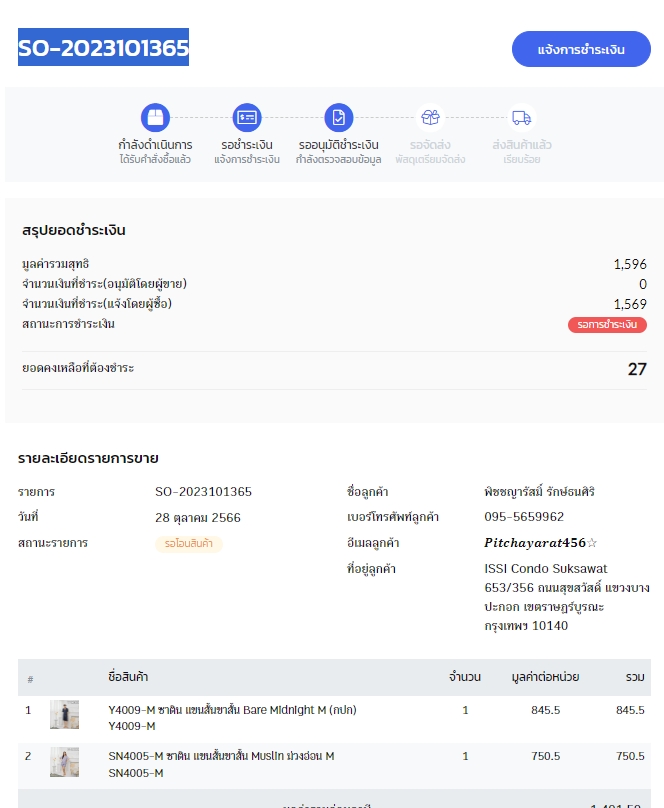 SO-2023101365
แจ้งการชำระเงิน
กำลังดำเนินการ
ได้รับคำสั่งซื้อแล้ว
รอชำระเงิน
แจ้งการชำระเงิน
รออนุมัติชำระเงิน
กำลังตรวจสอบข้อมูล
รอจัดส่ง
พัสดุเตรียมจัดส่ง
ส่งสินค้าแล้ว
เรียบร้อย
สรุปยอดชำระเงิน
มูลค่ารวมสุทธิ 1,596
จำนวนเงินที่ชำระ(อนุมัติโดยผู้ขาย) 0
จำนวนเงินที่ชำระ(แจ้งโดยผู้ซื้อ) 1,569
สถานะการชำระเงิน รอการชำระเงิน
ยอดคงเหลือที่ต้องชำระ 27
รายละเอียดรายการขาย
รายการ SO-2023101365
วันที่ 28 ตุลาคม 2566
สถานะรายการ รอโอนสินค้า
ชื่อลูกค้า พิชชญารัสมิ์ รักษ์ธนศิริ
เบอร์โทรศัพท์ลูกค้า 095-5659962
อีเมลลูกค้า Pitchayarat456☆
ที่อยู่ลูกค้า ISSI Condo Suksawat
653/356 ถนนสุขสวัสดิ์ แขวงบาง
ปะกอก เขตราษฎร์บูรณะ
กรุงเทพฯ 10140
# ชื่อสินค้า จำนวน มูลค่าต่อหน่วย รวม
1 Y4009-M ซาติน แขนสั้นขาสั้น Bare Midnight M (กปก) 1 845.5 845.5
Y4009-M
2 SN4005-M ซาติน แขนสั้นขาสั้น Muslin ม่วงอ่อน M 1 750.5 750.5
SN4005-M